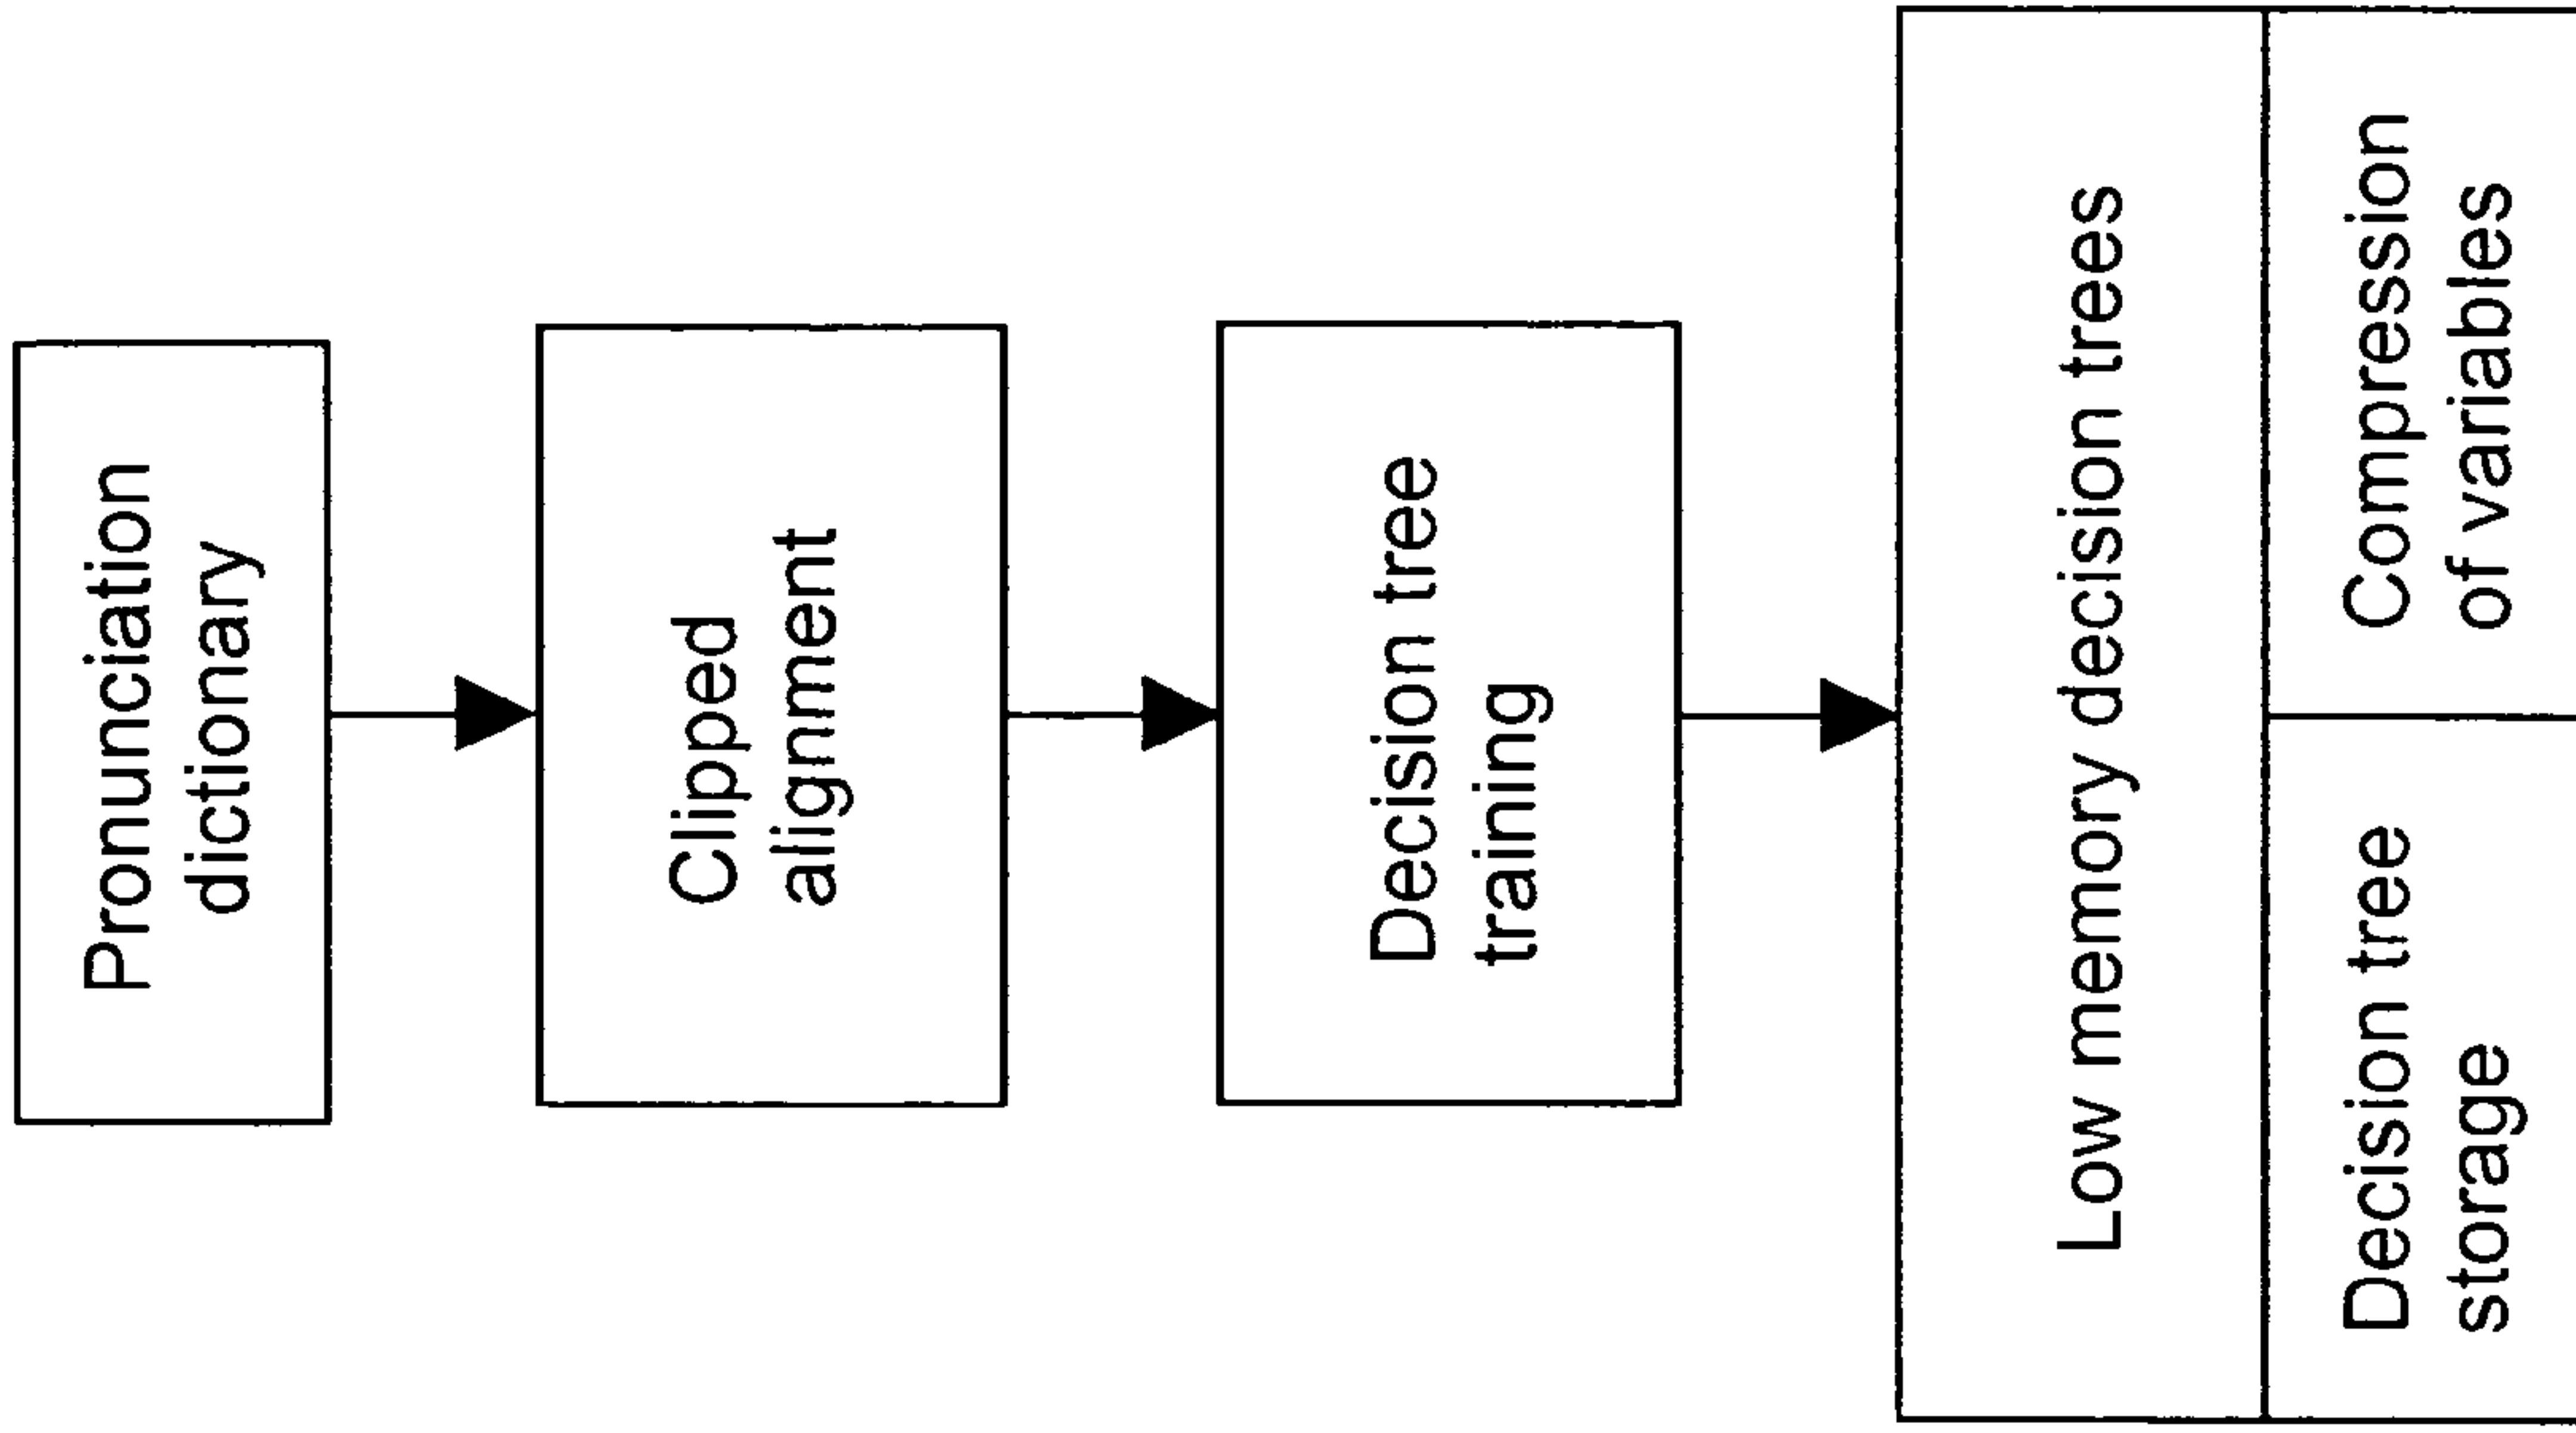 Pronunciation
dictionary
Clipped
alignment
Decision tree
training
Low memory decision trees
Decision tree
storage
Compression
of variables